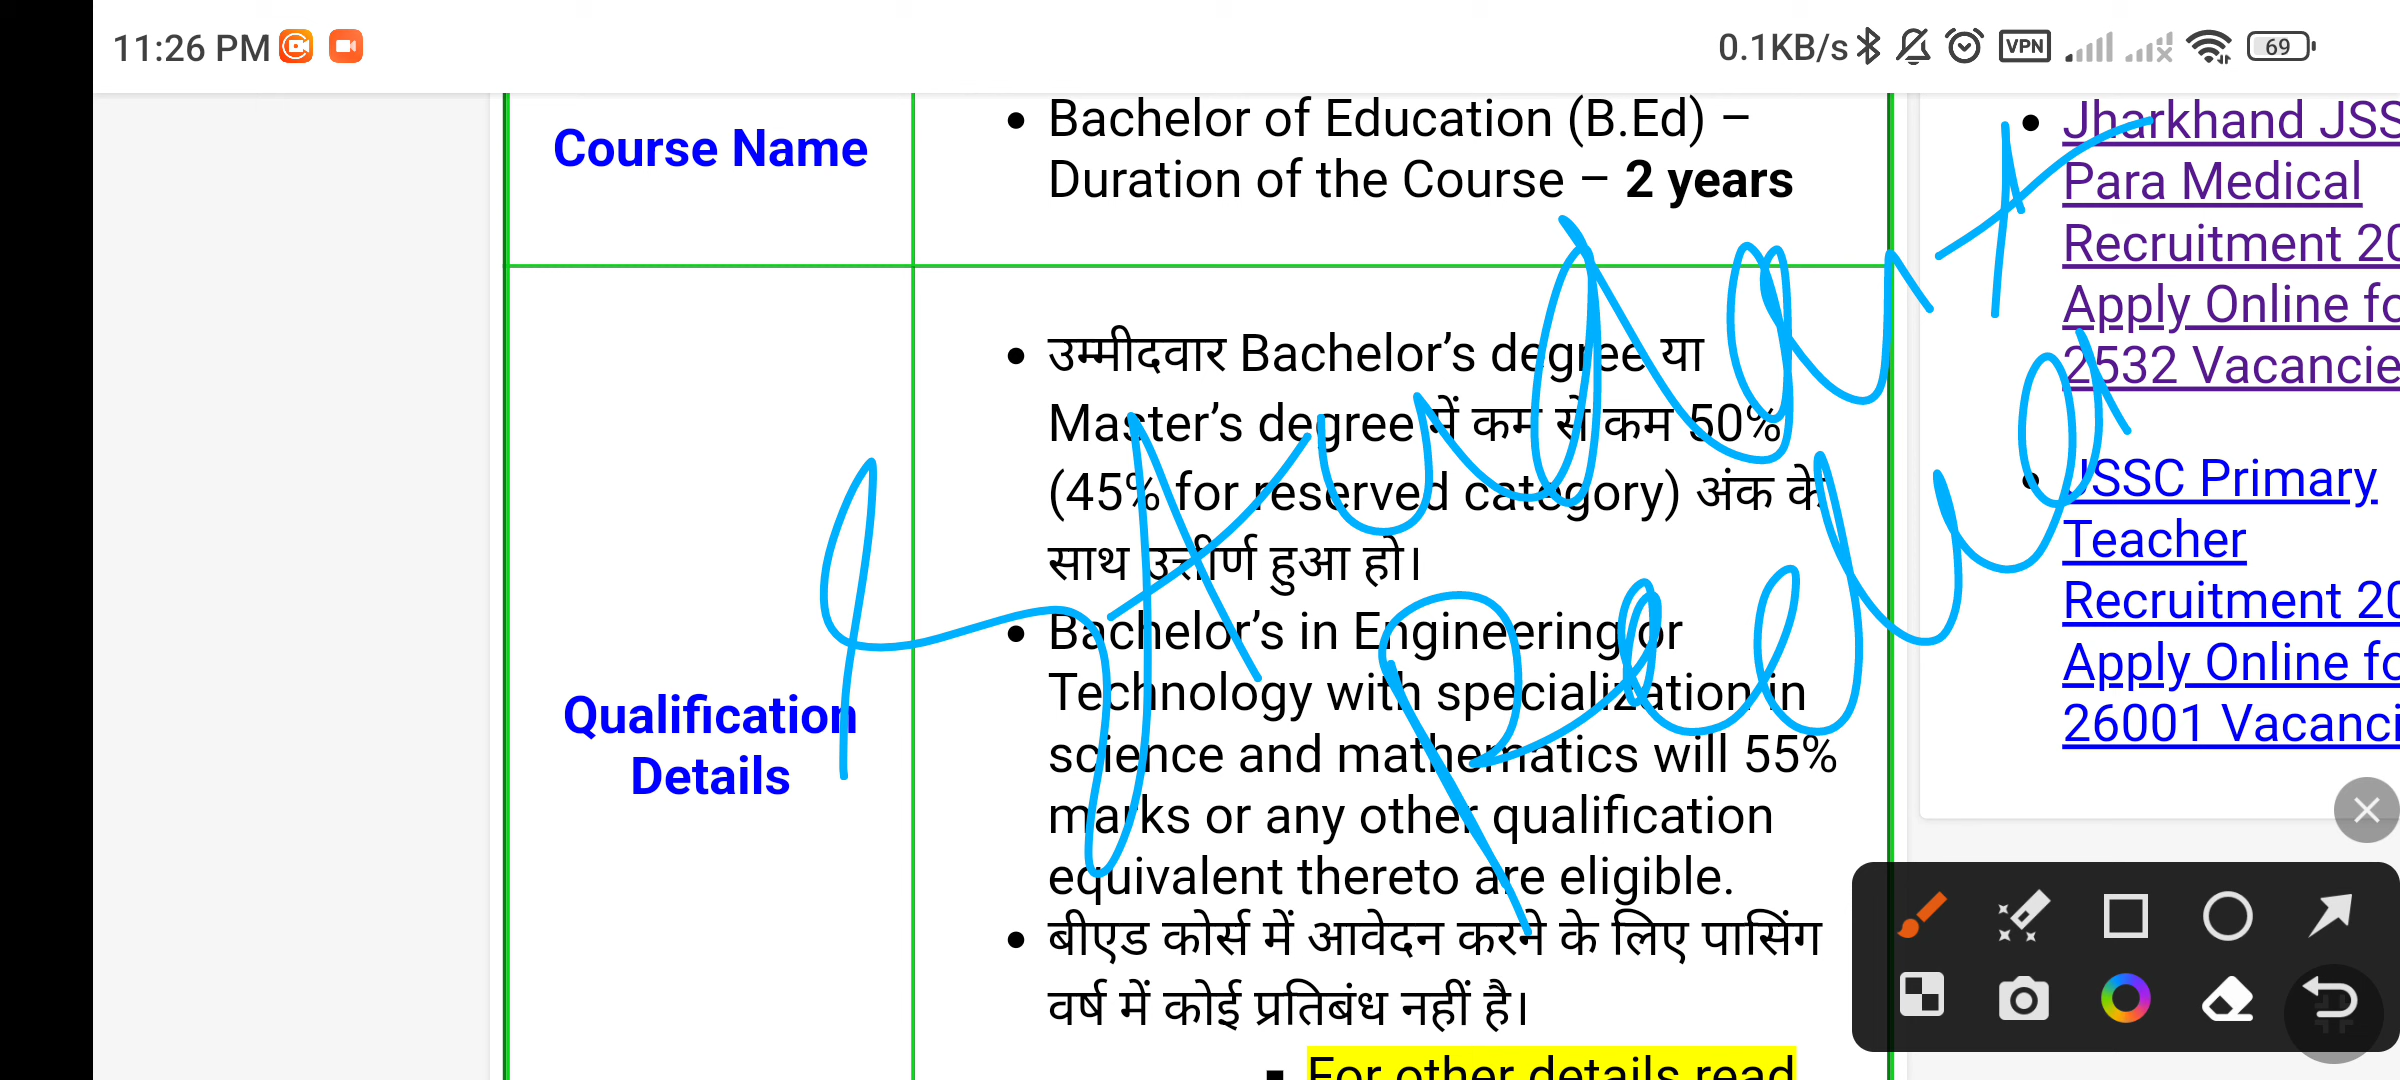 11:26 PM
0.1KB/s VPN 69
Course Name
Bachelor of Education (B.Ed) –
Duration of the Course – 2 years
Qualification
Details
उम्मीदवार Bachelor's degree या
Master's degree में कम से कम 50%
(45% for reserved category) अंक के
साथ उत्तीर्ण हुआ हो।
Bachelor's in Engineering or
Technology with specialization in
science and mathematics will 55%
marks or any other qualification
equivalent thereto are eligible.
बीएड कोर्स में आवेदन करने के लिए पासिंग
वर्ष में कोई प्रतिबंध नहीं है।
For other details read
Jharkhand JSS
Para Medical
Recruitment 20
Apply Online fo
2532 Vacancie
JSSC Primary
Teacher
Recruitment 20
Apply Online fo
26001 Vacanci